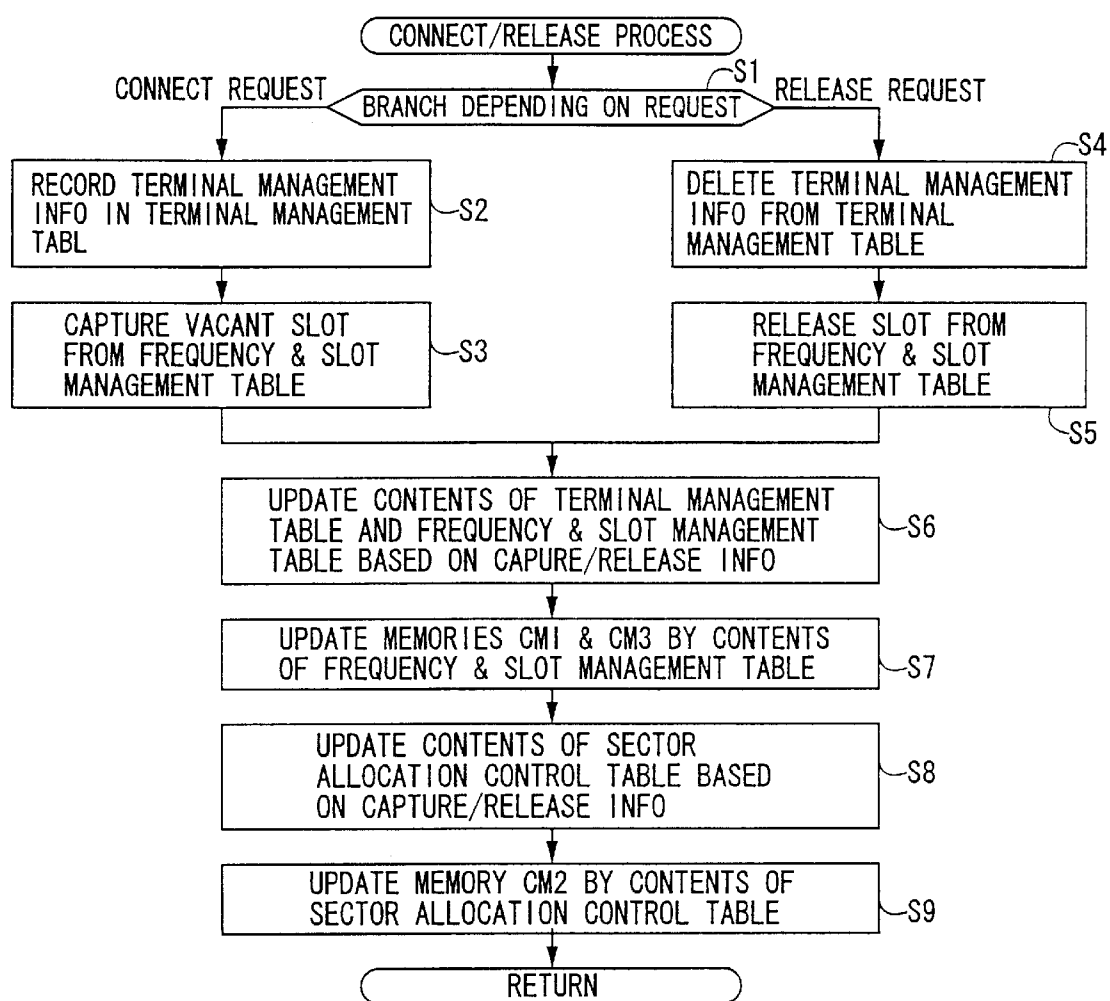 CONNECT/RELEASE PROCESS
S1
CONNECT REQUEST
BRANCH DEPENDING ON REQUEST
RELEASE REQUEST
RECORD TERMINAL MANAGEMENT
INFO IN TERMINAL MANAGEMENT
TABL
S2
S4
DELETE TERMINAL MANAGEMENT
INFO FROM TERMINAL
MANAGEMENT TABLE
CAPTURE VACANT SLOT
FROM FREQUENCY & SLOT
MANAGEMENT TABLE
S3
RELEASE SLOT FROM
FREQUENCY & SLOT
MANAGEMENT TABLE
S5
UPDATE CONTENTS OF TERMINAL MANAGEMENT
TABLE AND FREQUENCY & SLOT MANAGEMENT
TABLE BASED ON CAPURE/RELEASE INFO
S6
UPDATE MEMORIES CM1 & CM3 BY CONTENTS
OF FREQUENCY & SLOT MANAGEMENT TABLE
S7
UPDATE CONTENTS OF SECTOR
ALLOCATION CONTROL TABLE BASED
ON CAPTURE/RELEASE INFO
S8
UPDATE MEMORY CM2 BY CONTENTS OF
SECTOR ALLOCATION CONTROL TABLE
S9
RETURN